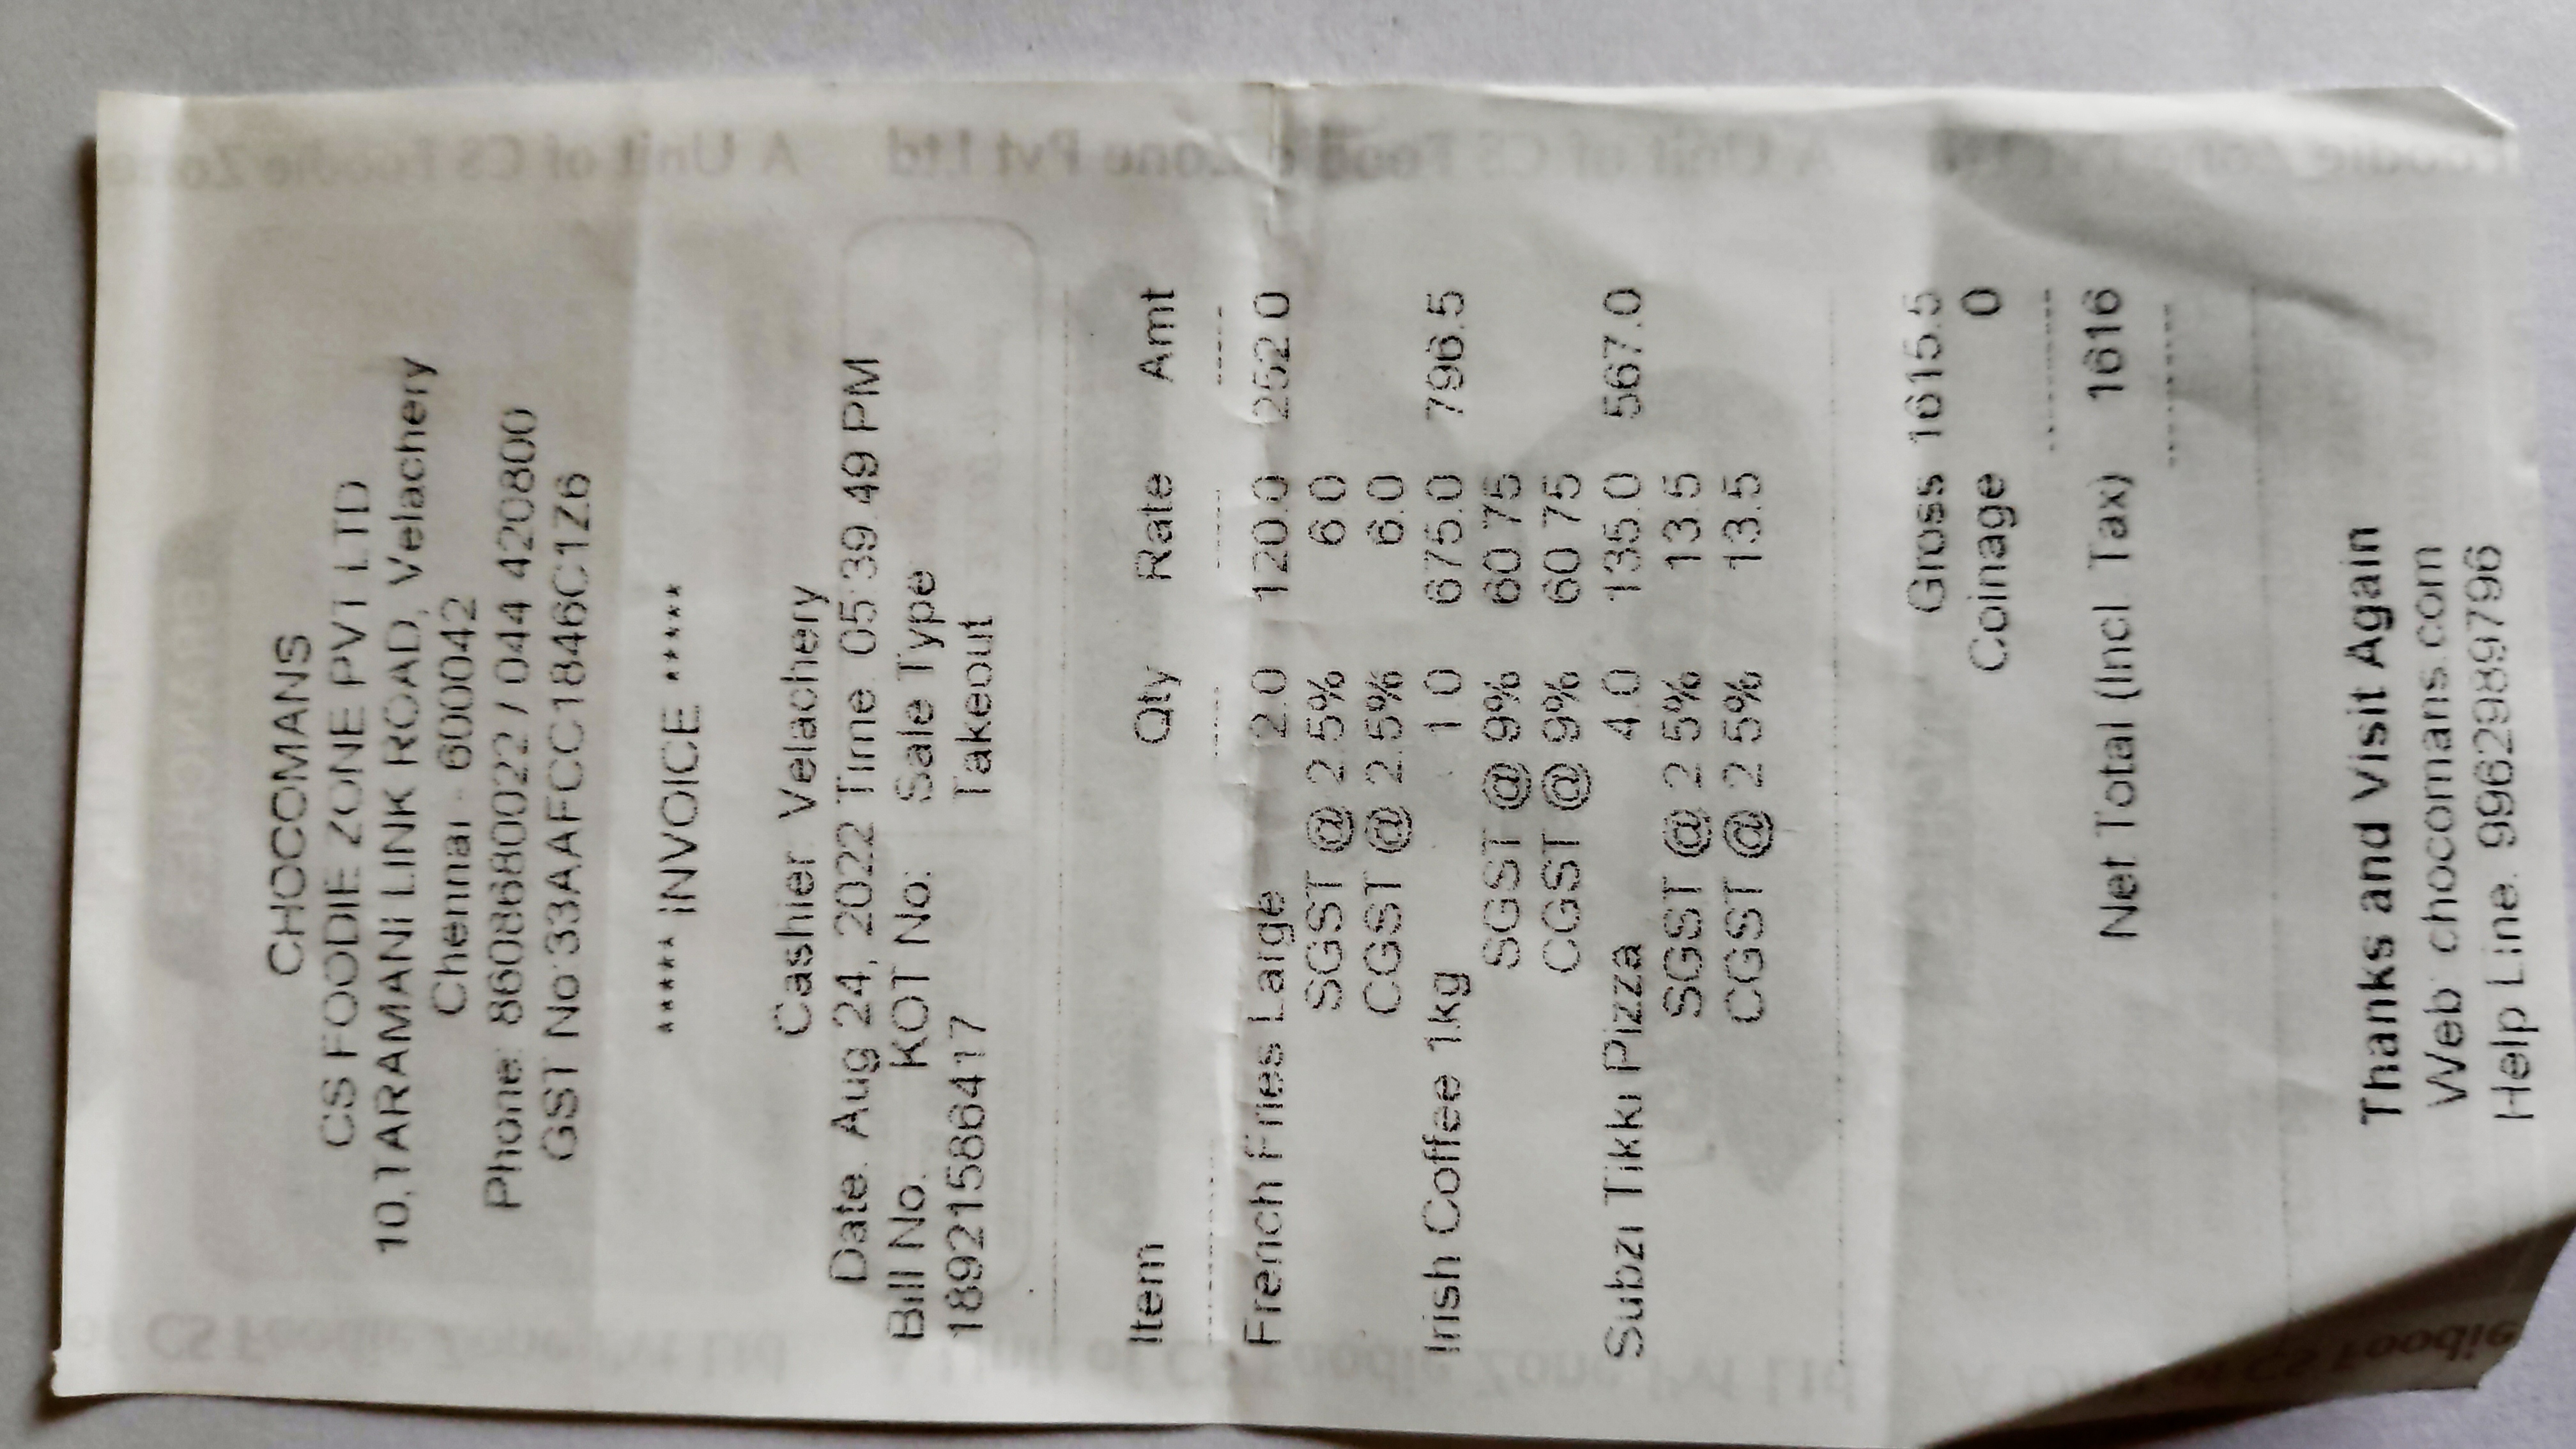 BRANCHES
CHOCOMANS
CS FOODIE ZONE PVT LTD
10,TARAMANI LINK ROAD, Velachery
Chennai - 600042
Phone: 8608680022 / 044 420800
GST No:33AAFCC1846C1Z6
***** INVOICE *****
Cashier: Velachery
Date: Aug 24, 2022 Time: 05:39:49 PM
Bill No. KOT No: Sale Type
18921586417 Takeout
Item Qty Rate Amt
French Fries Large 2.0 120.0 252.0
SGST @ 2.5% 6.0
CGST @ 2.5% 6.0
Irish Coffee 1kg 1.0 675.0 796.5
SGST @ 9% 60.75
CGST @ 9% 60.75
Subzi Tikki Pizza 4.0 135.0 567.0
SGST @ 2.5% 13.5
CGST @ 2.5% 13.5
Gross 1615.5
Coinage 0
Net Total (Incl. Tax) 1616
Thanks and Visit Again
Web: chocomans.com
Help Line: 9962989796